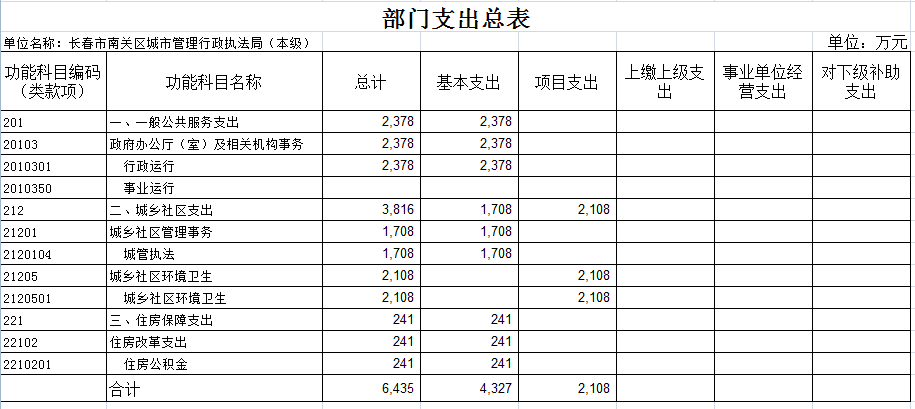 部门支出总表
单位名称：长春市南关区城市管理行政执法局（本级） 单位：万元
功能科目编码（类款项） 功能科目名称 总计 基本支出 项目支出 上缴上级支出 事业单位经营支出 对下级补助支出
201 一、一般公共服务支出 2,378 2,378
20103 政府办公厅（室）及相关机构事务 2,378 2,378
2010301 行政运行 2,378 2,378
2010350 事业运行
212 二、城乡社区支出 3,816 1,708 2,108
21201 城乡社区管理事务 1,708 1,708
2120104 城管执法 1,708 1,708
21205 城乡社区环境卫生 2,108 2,108
2120501 城乡社区环境卫生 2,108 2,108
221 三、住房保障支出 241 241
22102 住房改革支出 241 241
2210201 住房公积金 241 241
合计 6,435 4,327 2,108